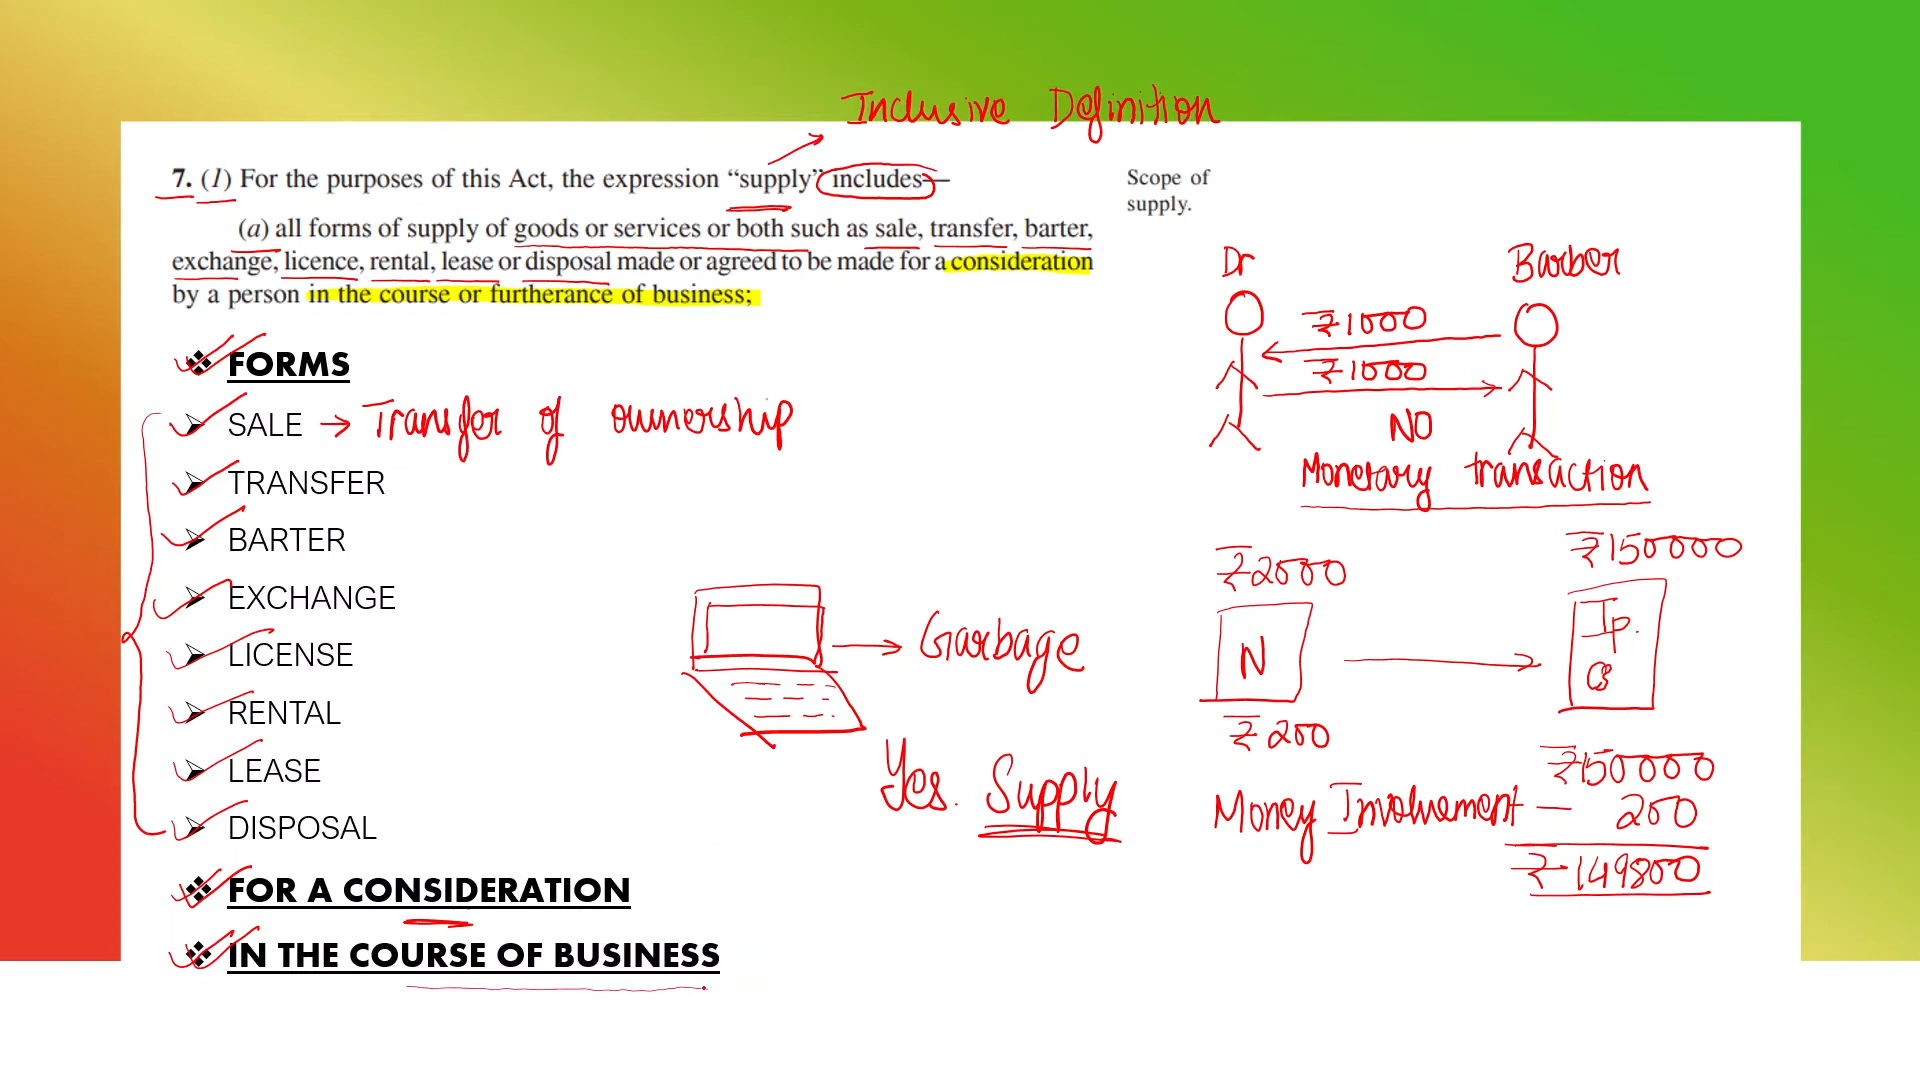 Inclusive Definition
7. (1) For the purposes of this Act, the expression “supply” includes—
Scope of
supply.
(a) all forms of supply of goods or services or both such as sale, transfer, barter,
exchange, licence, rental, lease or disposal made or agreed to be made for a consideration
by a person in the course or furtherance of business;
FORMS
SALE → Transfer of ownership
TRANSFER
BARTER
EXCHANGE
LICENSE
RENTAL
LEASE
DISPOSAL
FOR A CONSIDERATION
IN THE COURSE OF BUSINESS
Dr
Barber
₹1000
₹1000
NO
Monetary transaction
Garbage
Yes. Supply
₹2000
₹150000
N
Ip.
₹200
₹150000
Money Involvement — 200
₹149800